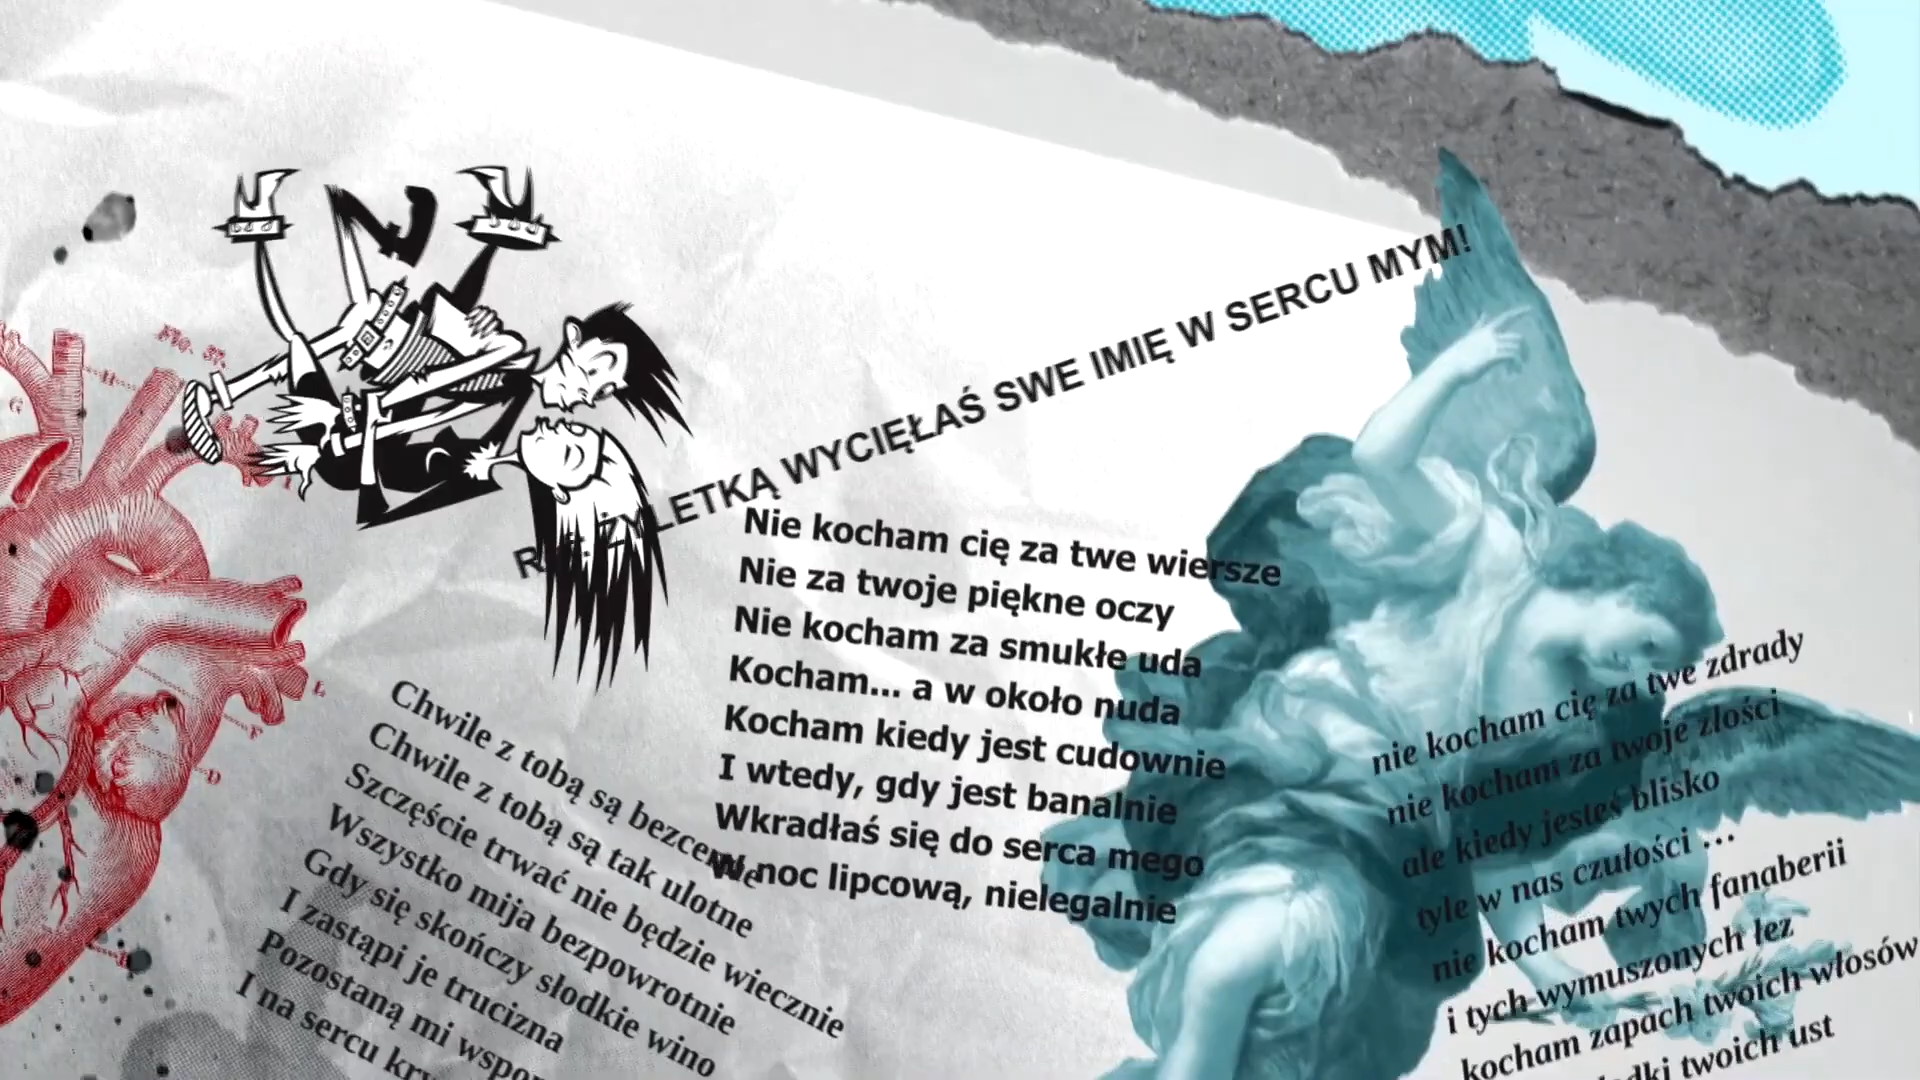 ŻYLETKĄ WYCIĘŁAŚ SWE IMIĘ W SERCU MYM!
Nie kocham cię za twe wiersze
Nie za twoje piękne oczy
Nie kocham za smukłe uda
Kocham... a w około nuda
Kocham kiedy jest cudownie
I wtedy, gdy jest banalnie
Wkradłaś się do serca mego
W noc lipcową, nielegalnie
Chwile z tobą są bezcenne
Chwile z tobą są tak ulotne
Szczęście trwać nie będzie wiecznie
Wszystko mija bezpowrotnie
Gdy się skończy słodkie wino
I zastąpi je trucizna
Pozostaną mi
I na sercu
nie kocham cię za twe zdrady
nie kocham za twoje złości
ale kiedy jesteś blisko
tyle w nas czułości ...
nie kocham twych fanaberii
i tych wymuszonych łez
kocham zapach twoich włosów
twoich ust
Fig. 37.
H
G
L
F
D